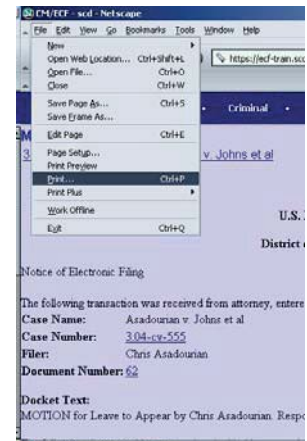 CM/ECF - scd - Netscape
File Edit View Go Bookmarks Tools Window Help
New
Open Web Location... Ctrl+Shift+L
Open File... Ctrl+O
Close Ctrl+W
https://ecf-train.scd
Save Page As... Ctrl+S
Save Frame As...
Criminal
Edit Page Ctrl+E
Page Setup...
Print Preview
Print... Ctrl+P
Print Plus
Work Offline
Exit Ctrl+Q
3 v. Johns et al
U.S.
District
Notice of Electronic Filing
The following transaction was received from attorney, entere
Case Name: Asadourian v. Johns et al
Case Number: 3:04-cv-555
Filer: Chris Asadourian
Document Number: 62
Docket Text:
MOTION for Leave to Appear by Chris Asadourian. Respo